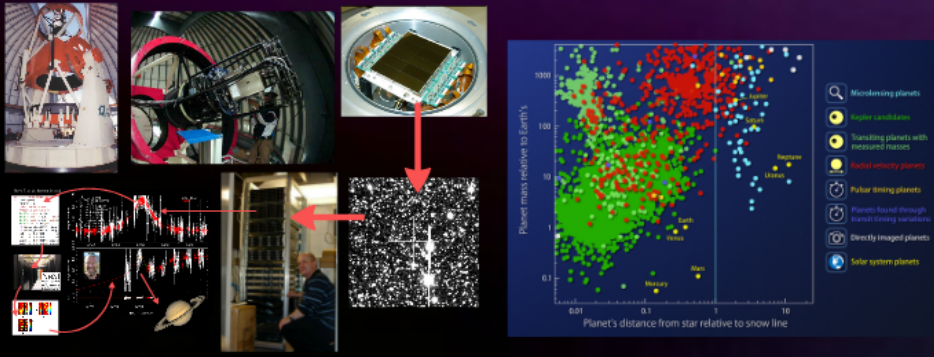 1000
100
10
1
0.1
Planet mass relative to Earth's
Jupiter
Saturn
Neptune
Uranus
Earth
Venus
Mars
Mercury
0.01
0.1
1
10
Planet's distance from star relative to snow line
Microlensing planets
Kepler candidates
Transiting planets with
measured masses
Radial velocity planets
Pulsar timing planets
Planets found through
transit timing variations
Directly imaged planets
Solar system planets